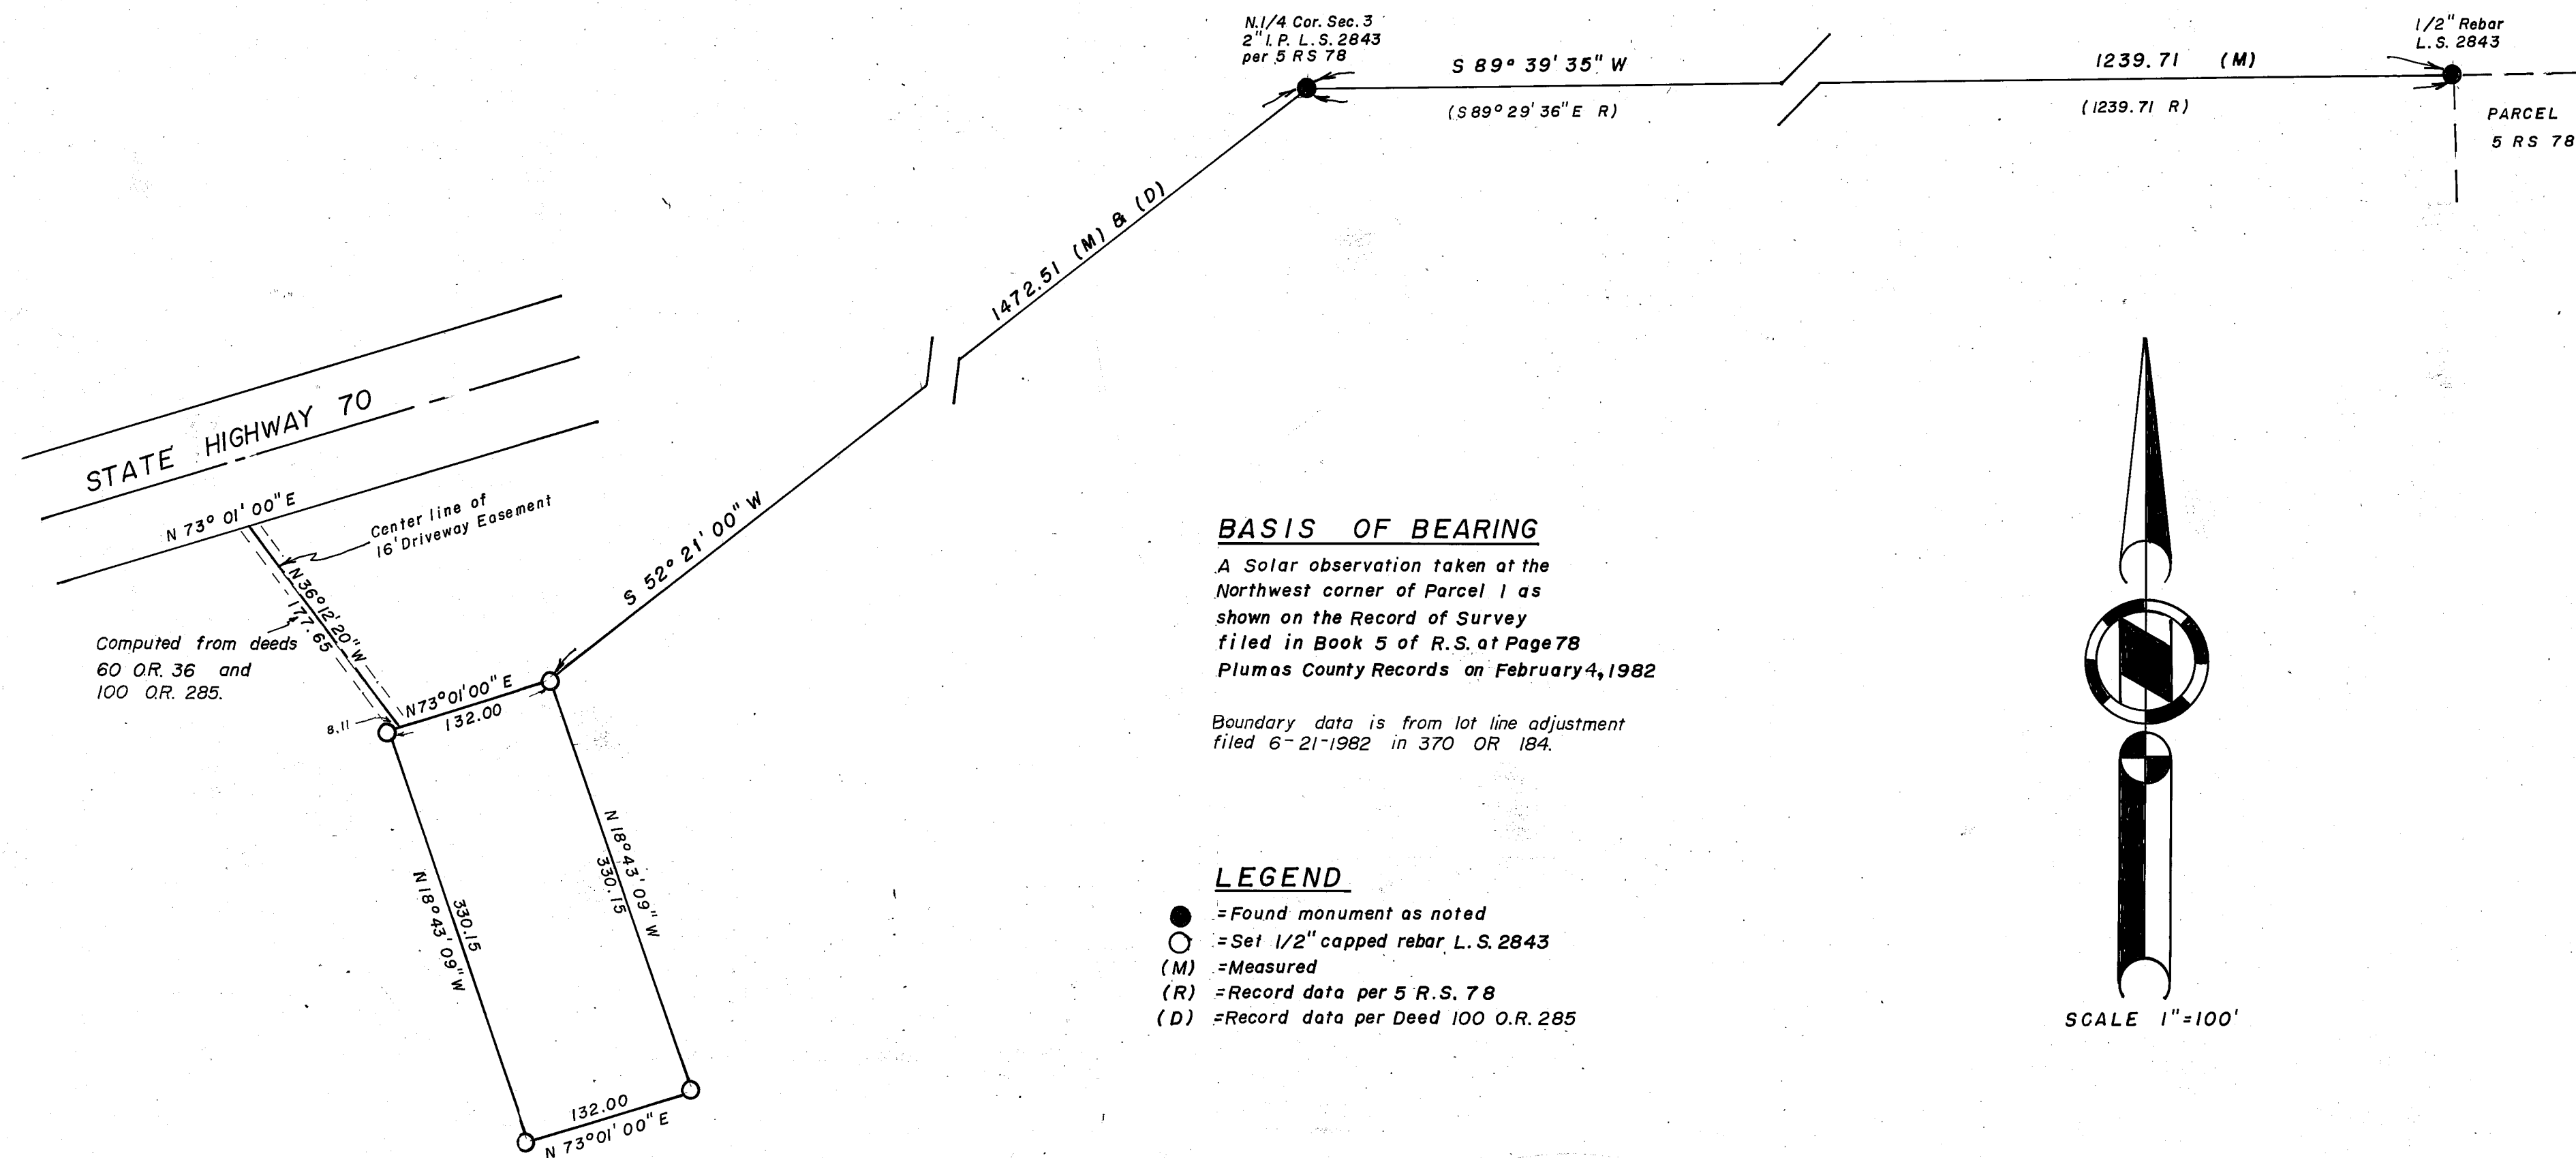 N.1/4 Cor. Sec. 3
2" I.P. L.S. 2843
per 5 RS 78
S 89° 39' 35" W
(S 89° 29' 36" E R)
1239.71 (M)
(1239.71 R)
1/2" Rebar
L.S. 2843
PARCEL
5 RS 78
1472.51 (M) & (D)
S 52° 21' 00" W
STATE HIGHWAY 70
N 73° 01' 00" E
Center line of
16' Driveway Easement
N 36° 12' 20" W
177.65
Computed from deeds
60 O.R. 36 and
100 O.R. 285.
8.11
N 73° 01' 00" E
132.00
N 18° 43' 09" W
330.15
N 18° 43' 09" W
330.15
132.00
N 73° 01' 00" E
BASIS OF BEARING
A Solar observation taken at the
Northwest corner of Parcel 1 as
shown on the Record of Survey
filed in Book 5 of R.S. at Page 78
Plumas County Records on February 4, 1982
Boundary data is from lot line adjustment
filed 6-21-1982 in 370 OR 184.
LEGEND
=Found monument as noted
=Set 1/2" capped rebar L.S. 2843
(M) =Measured
(R) =Record data per 5 R.S. 78
(D) =Record data per Deed 100 O.R. 285
N
SCALE 1"=100'